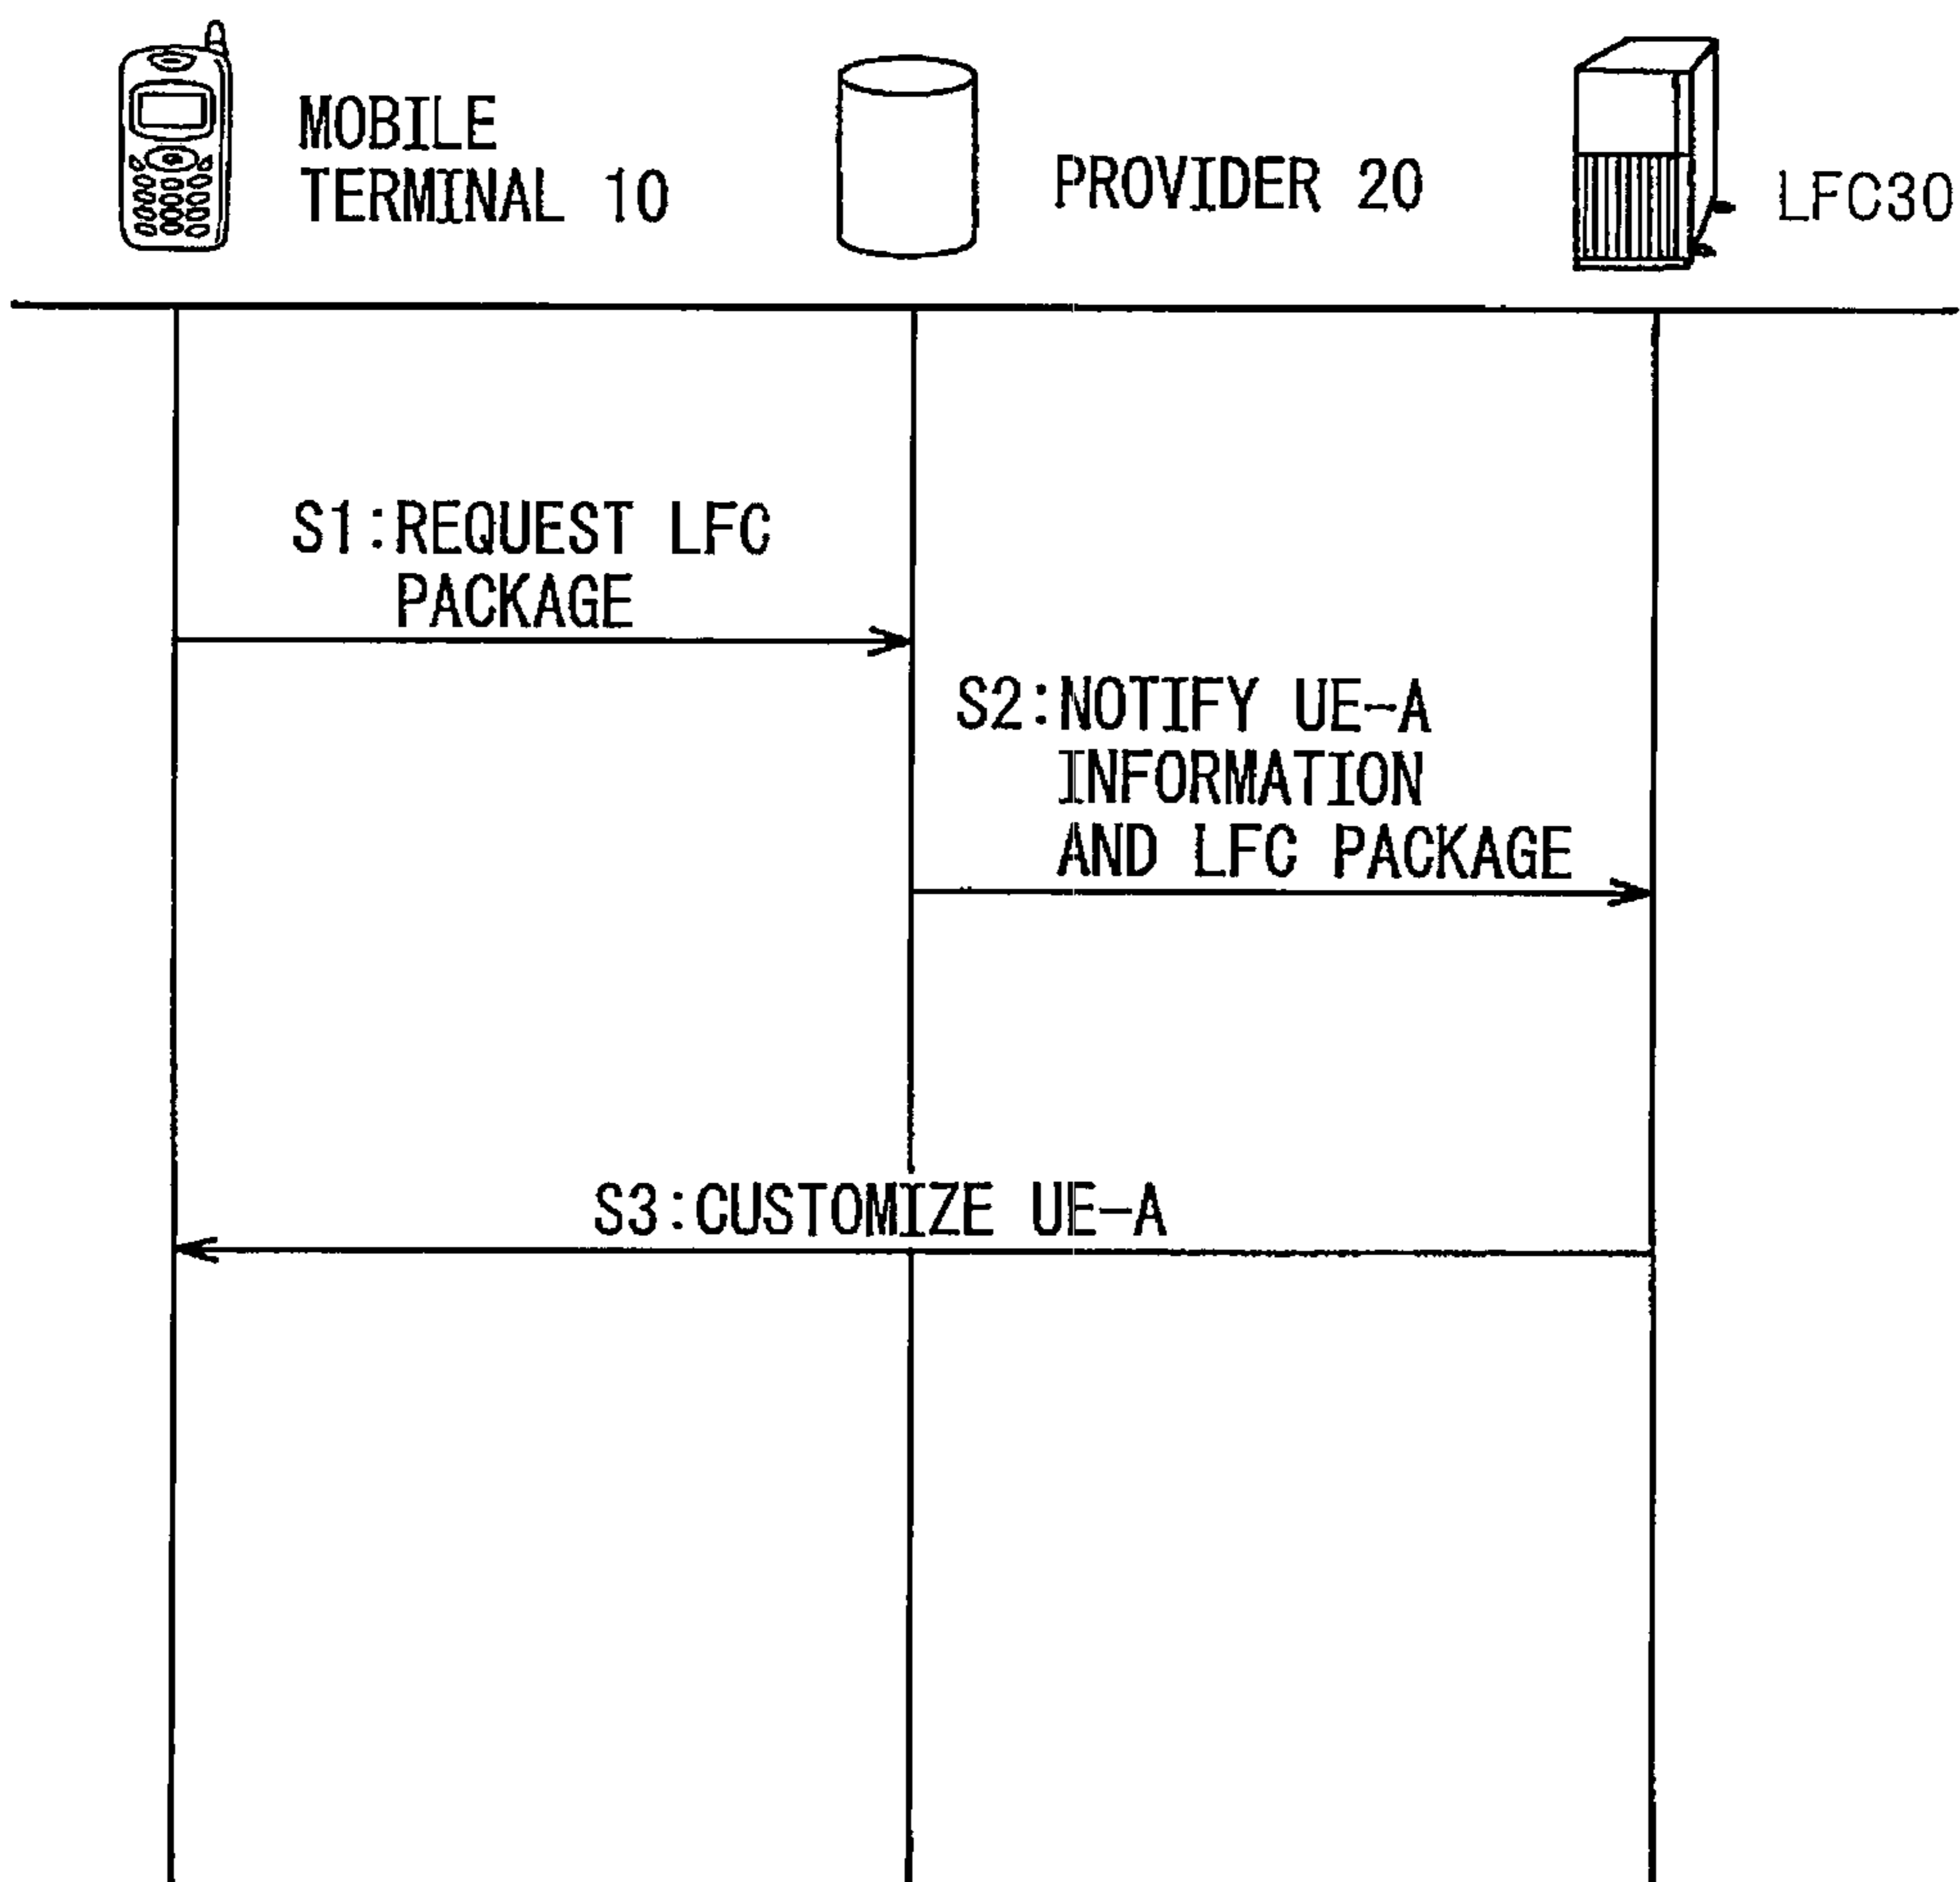 MOBILE
TERMINAL 10
PROVIDER 20
LFC30
S1:REQUEST LFC
PACKAGE
S2:NOTIFY UE-A
INFORMATION
AND LFC PACKAGE
S3:CUSTOMIZE UE-A